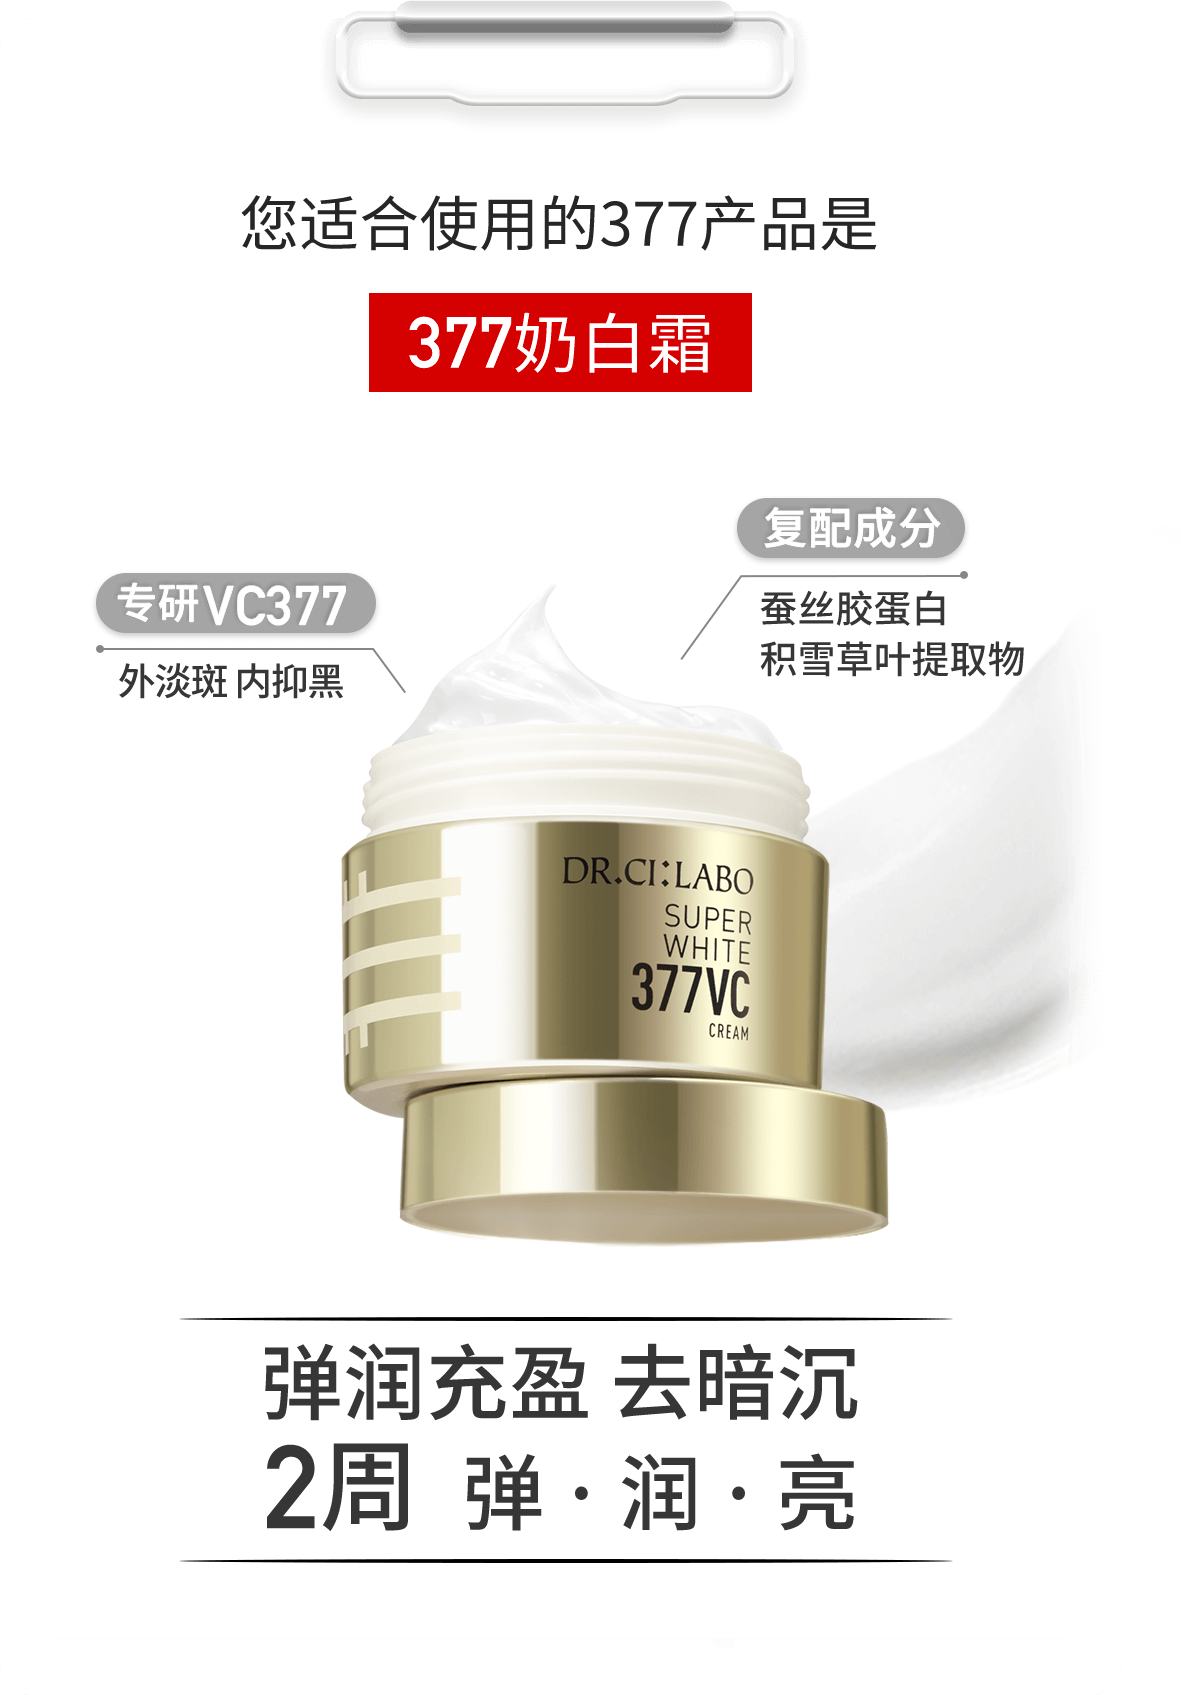 您适合使用的377产品是
377奶白霜
复配成分
蚕丝胶蛋白
积雪草叶提取物
专研VC377
外淡斑 内抑黑
DR.CI:LABO
SUPER
WHITE
377VC
CREAM
弹润充盈 去暗沉
2周 弹·润·亮